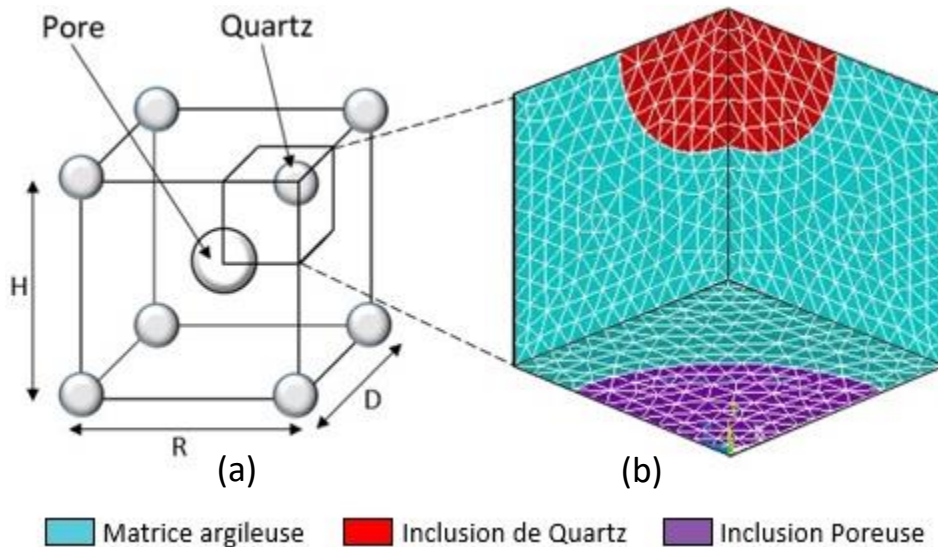 Pore
Quartz
H
D
R
(a)
(b)
Matrice argileuse
Inclusion de Quartz
Inclusion Poreuse